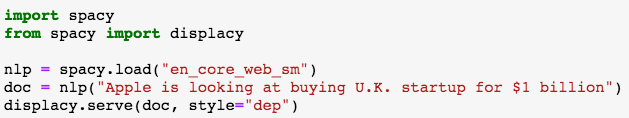 import spacy
from spacy import displacy

nlp = spacy.load("en_core_web_sm")
doc = nlp("Apple is looking at buying U.K. startup for $1 billion")
displacy.serve(doc, style="dep")